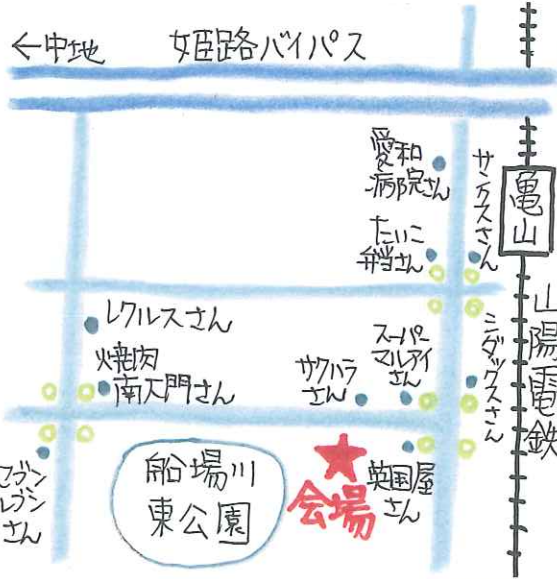 ←中地
姫路バイパス
愛和
病院さん
サンクスさん
亀山
たいこ
弁当さん
山陽電鉄
レクルスさん
スーパー
マルアイ
さん
シダックスさん
焼肉
南大門さん
サクハラ
さん
セブン
レブン
さん
船場川
東公園
会場
英国屋
さん